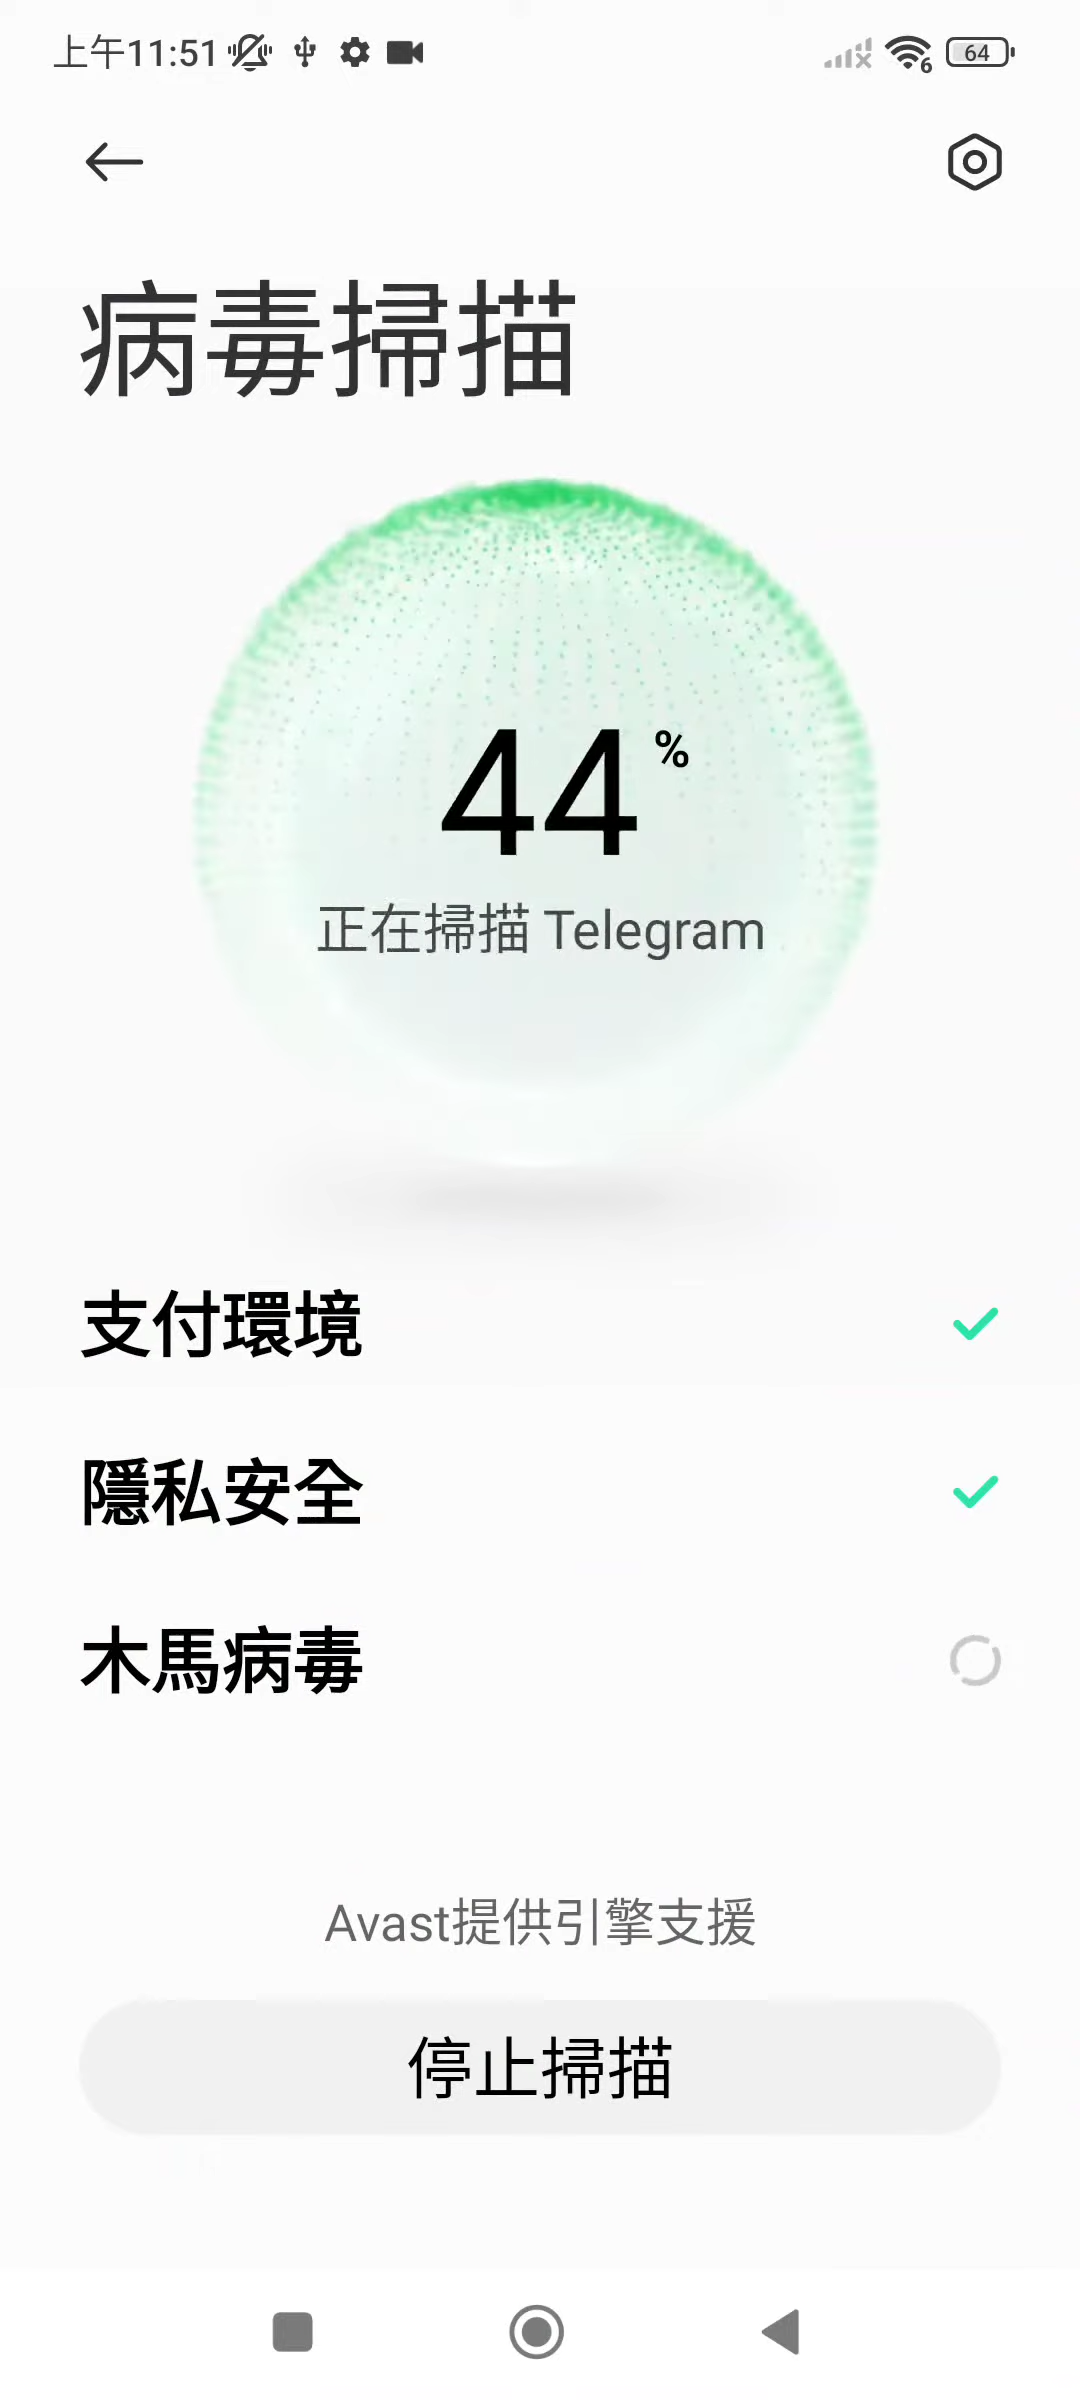 上午11:51
6
64
病毒掃描
44%
正在掃描 Telegram
支付環境
隱私安全
木馬病毒
Avast提供引擎支援
停止掃描